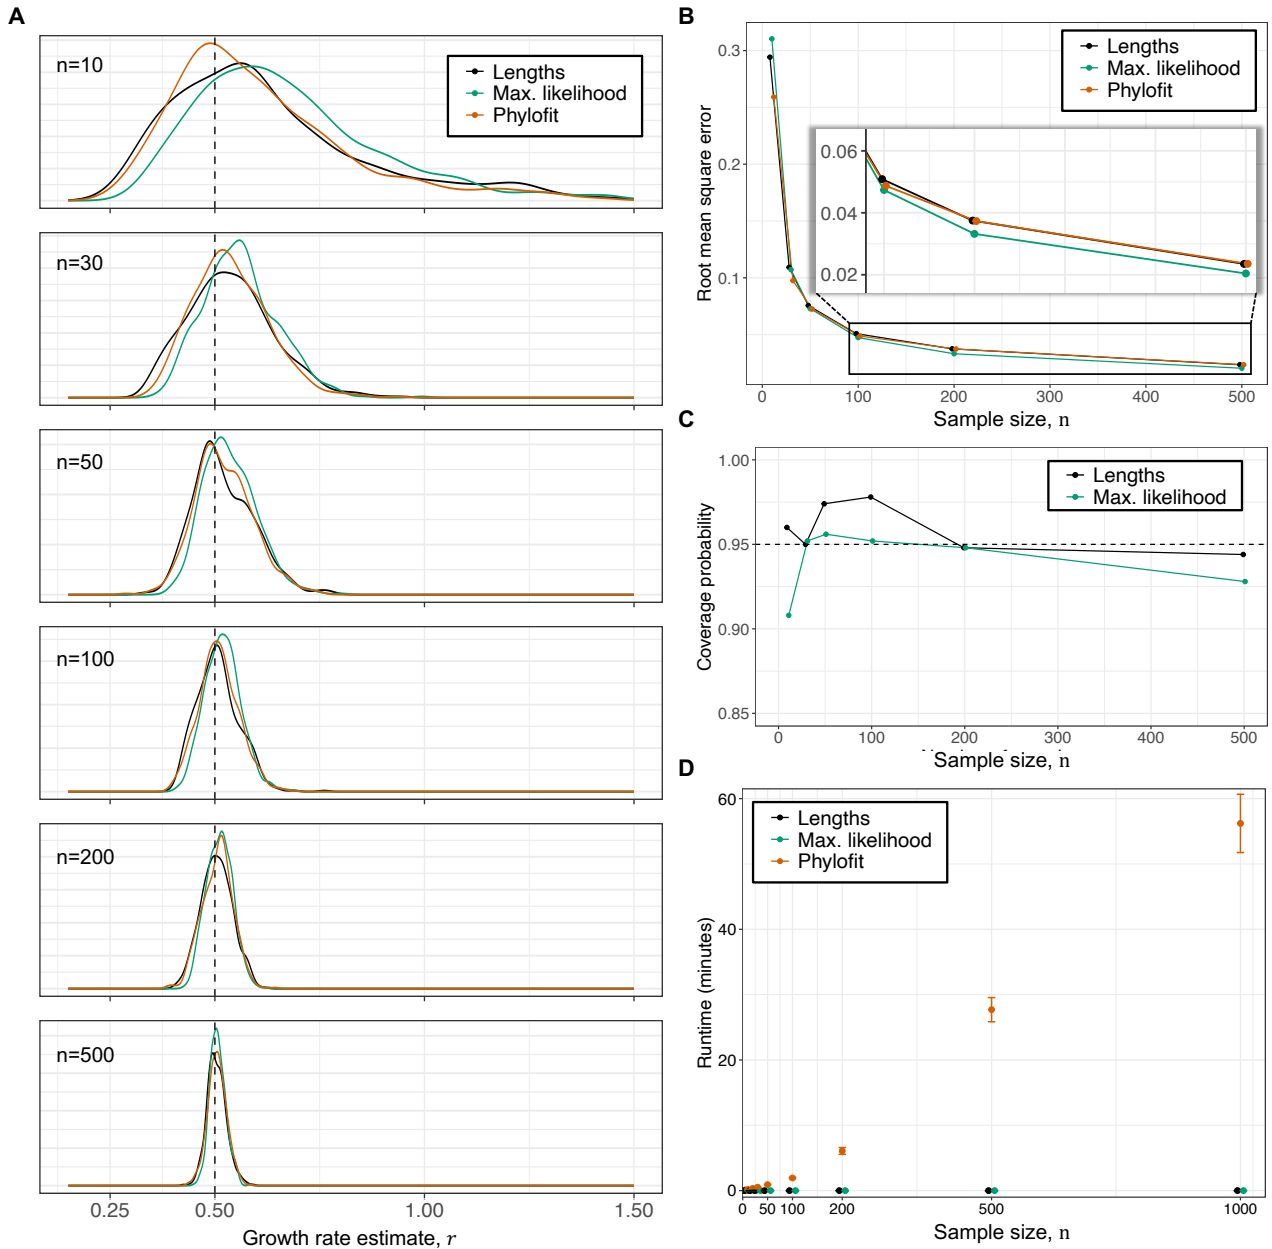 A
n=10
Lengths
Max. likelihood
Phylofit
n=30
n=50
n=100
n=200
n=500
0.25
0.50
1.00
1.50
Growth rate estimate, r
B
Root mean square error
0.3
0.2
0.1
Lengths
Max. likelihood
Phylofit
0.06
0.04
0.02
0
100
200
300
400
500
Sample size, n
C
Coverage probability
1.00
0.95
0.90
0.85
Lengths
Max. likelihood
0
100
200
300
400
500
Sample size, n
D
Runtime (minutes)
60
40
20
0
Lengths
Max. likelihood
Phylofit
0
50
100
200
500
1000
Sample size, n